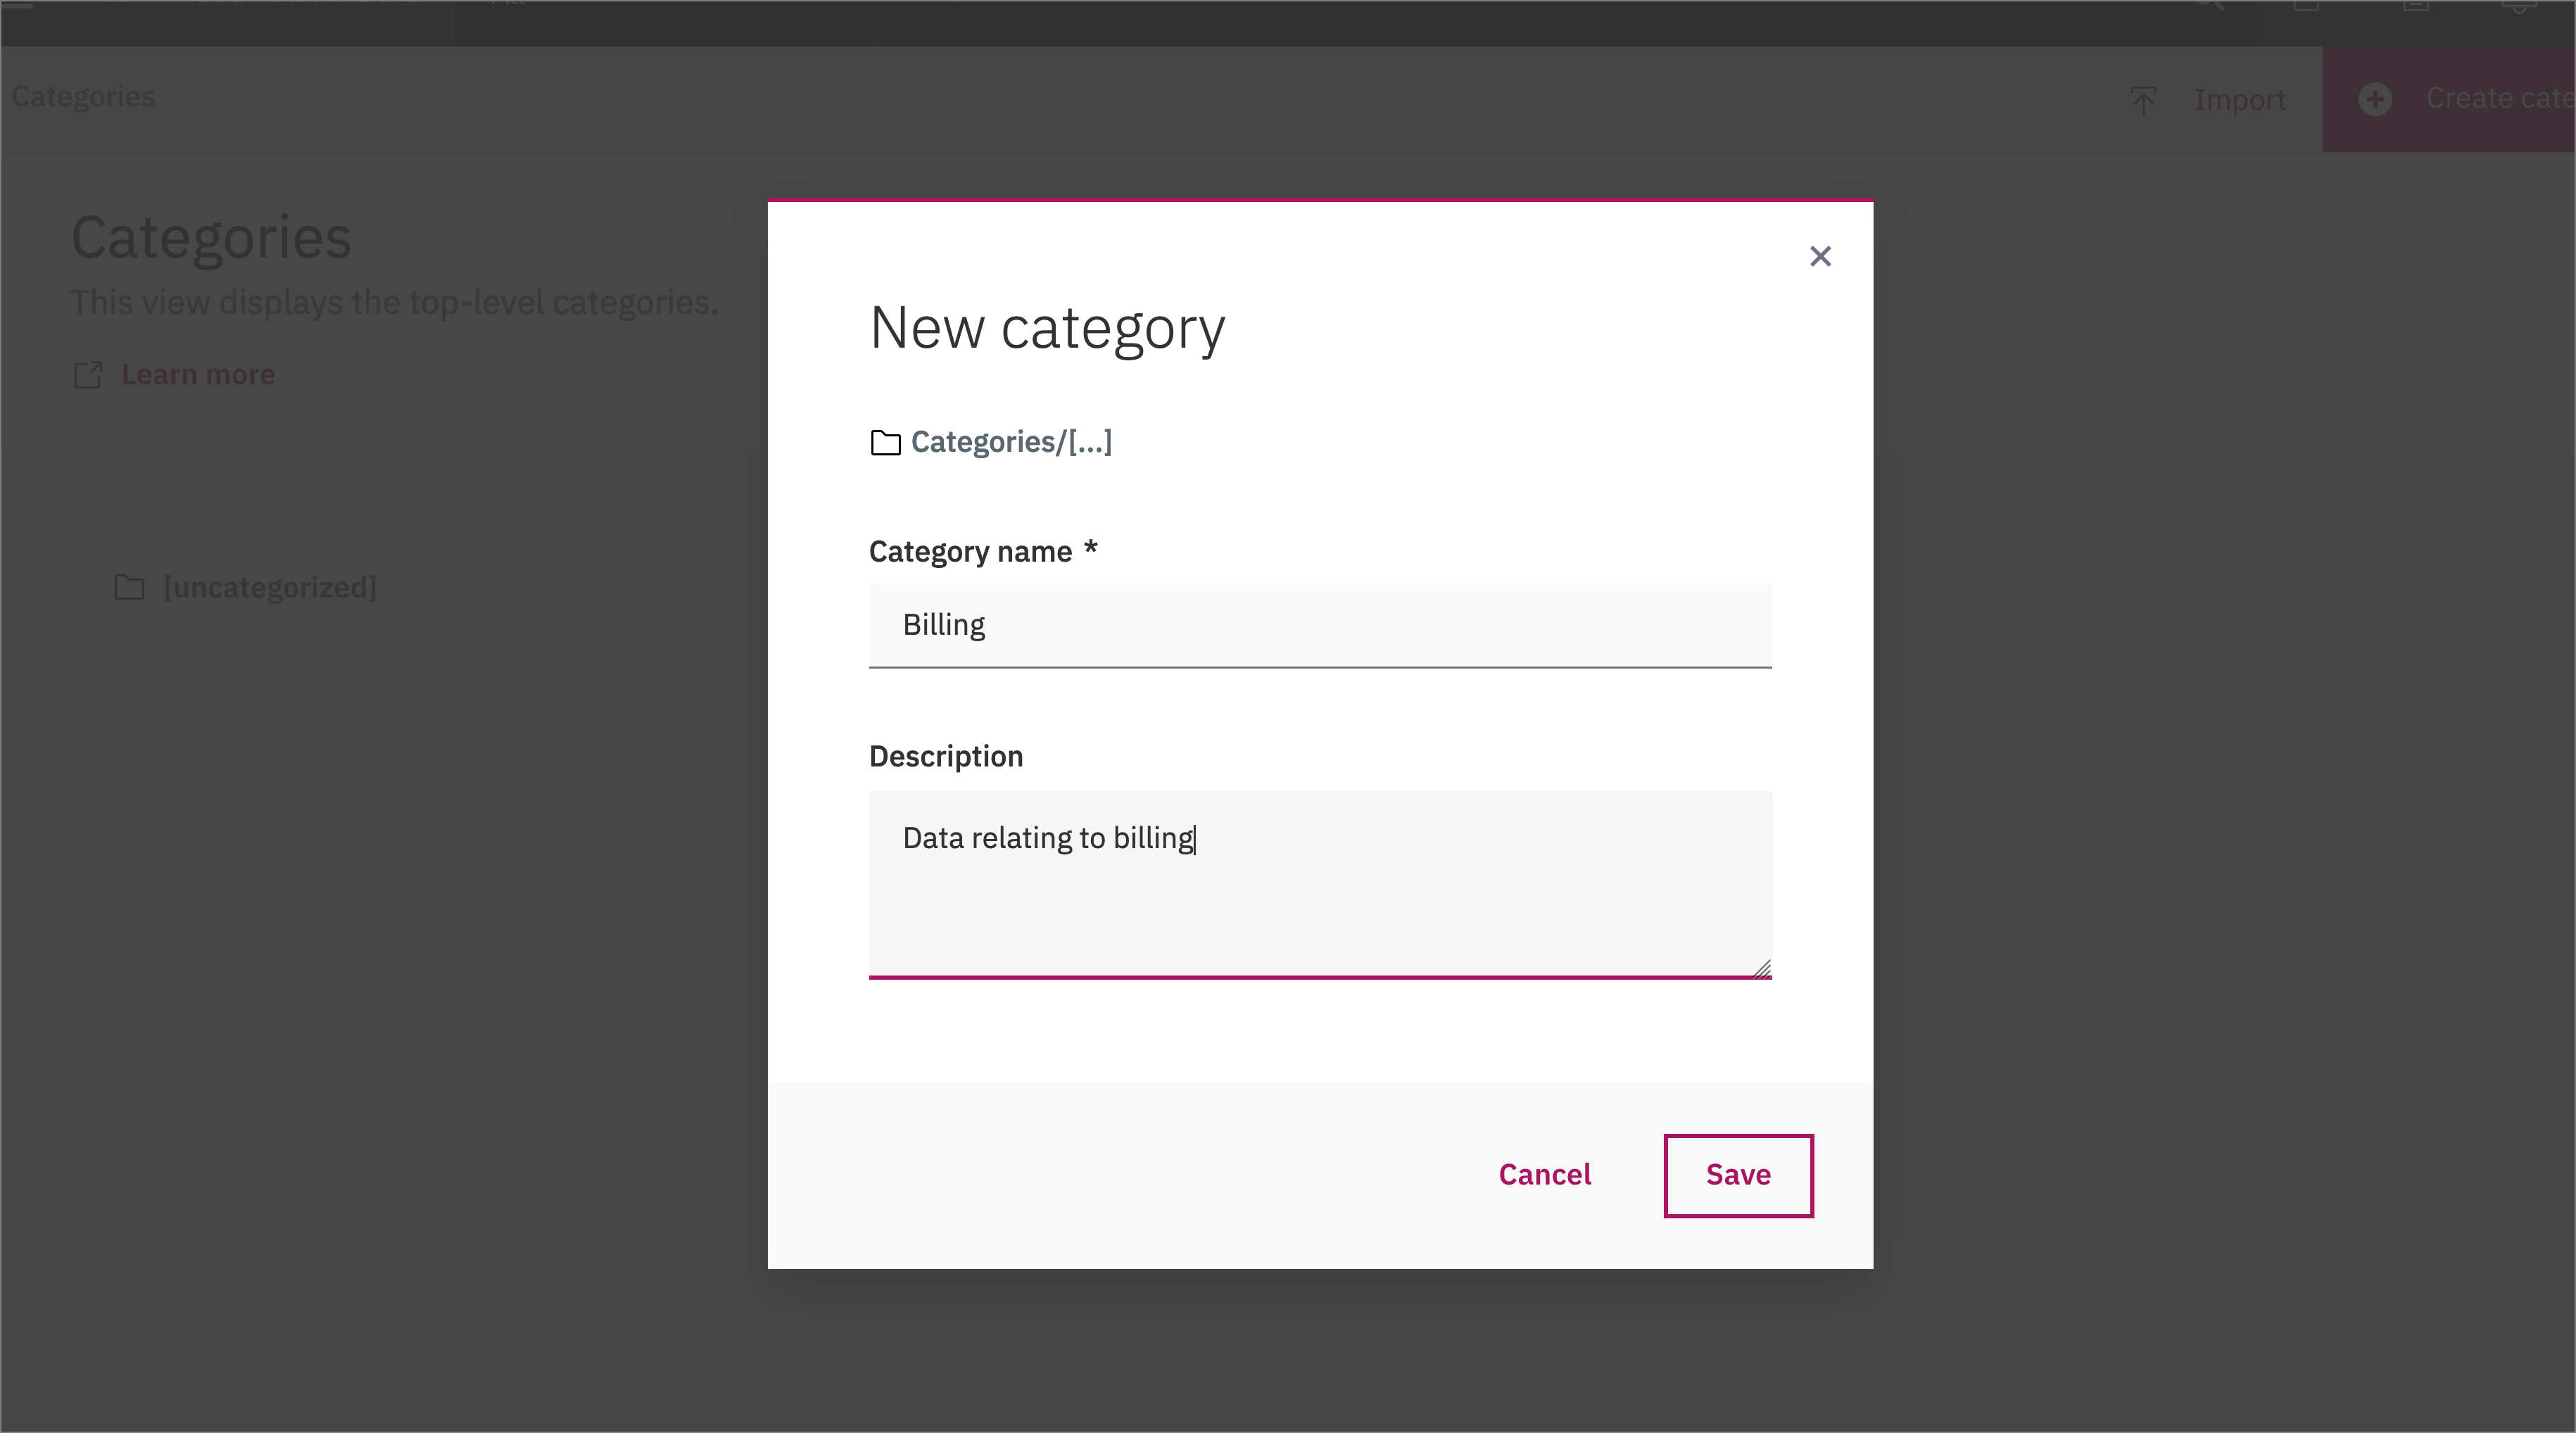 Categories
Import
Create cate
Categories
This view displays the top-level categories.
Learn more
[uncategorized]
New category
Categories/[...]
Category name *
Billing
Description
Data relating to billing
Cancel
Save